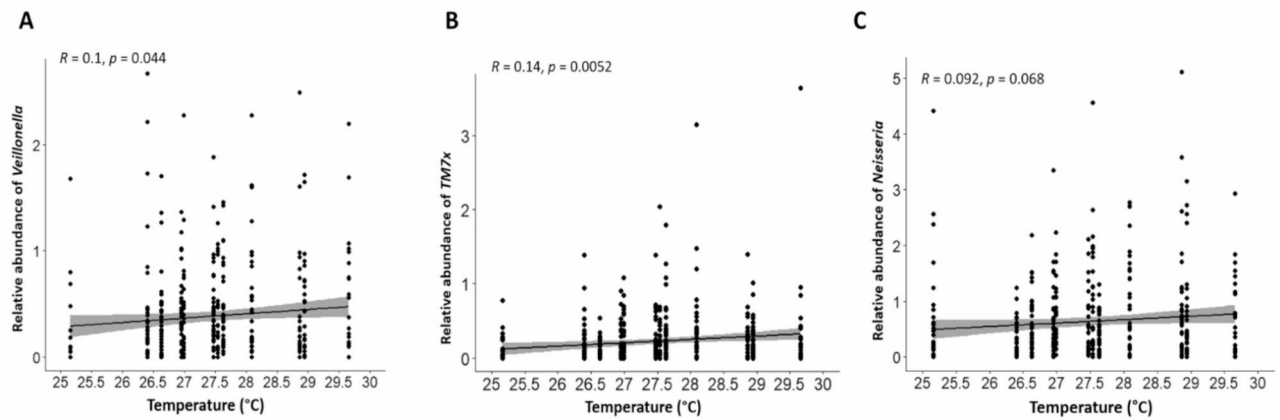 A
R = 0.1, p = 0.044
Relative abundance of Veillonella
2
1
0
25 25.5 26 26.5 27 27.5 28 28.5 29 29.5 30
Temperature (°C)
B
R = 0.14, p = 0.0052
Relative abundance of TM7x
3
2
1
0
25 25.5 26 26.5 27 27.5 28 28.5 29 29.5 30
Temperature (°C)
C
R = 0.092, p = 0.068
Relative abundance of Neisseria
5
4
3
2
1
0
25 25.5 26 26.5 27 27.5 28 28.5 29 29.5 30
Temperature (°C)